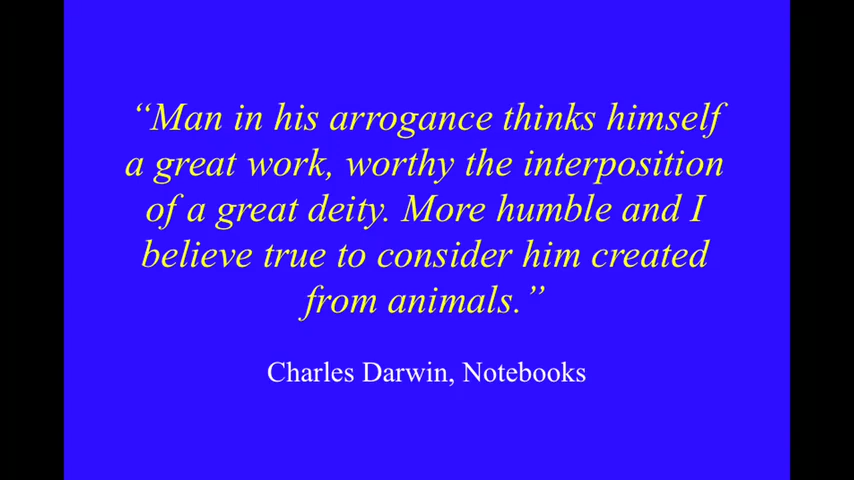 “Man in his arrogance thinks himself
a great work, worthy the interposition
of a great deity. More humble and I
believe true to consider him created
from animals.”
Charles Darwin, Notebooks